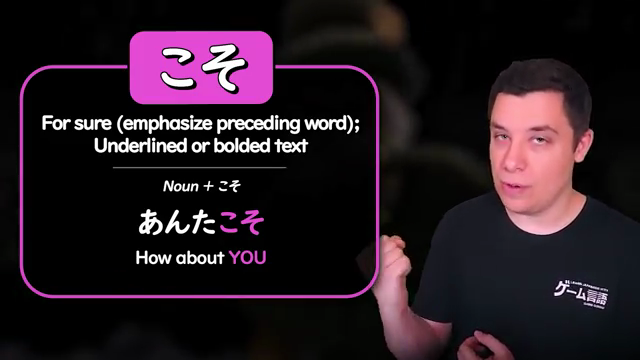 こそ
For sure (emphasize preceding word);
Underlined or bolded text
Noun + こそ
あんたこそ
How about YOU
ゲーム言語